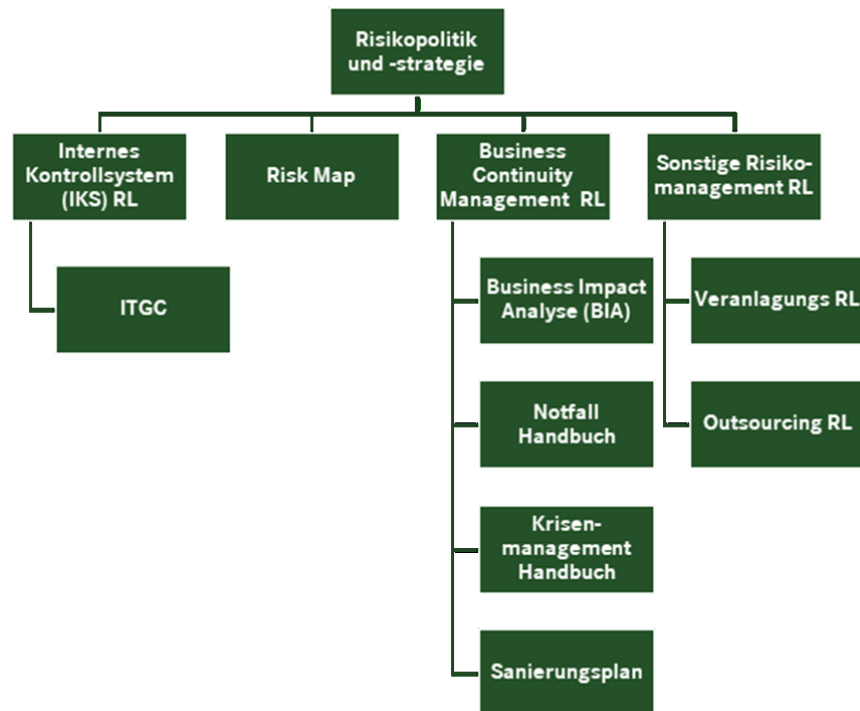 Risikopolitik
und -strategie
Internes
Kontrollsystem
(IKS) RL
Risk Map
Business
Continuity
Management RL
Sonstige Risiko-
management RL
ITGC
Business Impact
Analyse (BIA)
Veranlagungs RL
Notfall
Handbuch
Outsourcing RL
Krisen-
management
Handbuch
Sanierungsplan